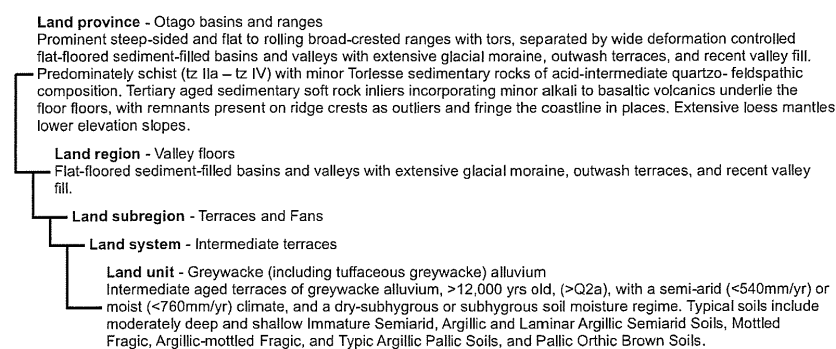 Land province - Otago basins and ranges
Prominent steep-sided and flat to rolling broad-crested ranges with tors, separated by wide deformation controlled
flat-floored sediment-filled basins and valleys with extensive glacial moraine, outwash terraces, and recent valley fill.
Predominately schist (tz IIa – tz IV) with minor Torlesse sedimentary rocks of acid-intermediate quartzo- feldspathic
composition. Tertiary aged sedimentary soft rock inliers incorporating minor alkali to basaltic volcanics underlie the
floor floors, with remnants present on ridge crests as outliers and fringe the coastline in places. Extensive loess mantles
lower elevation slopes.
Land region - Valley floors
Flat-floored sediment-filled basins and valleys with extensive glacial moraine, outwash terraces, and recent valley
fill.
Land subregion - Terraces and Fans
Land system - Intermediate terraces
Land unit - Greywacke (including tuffaceous greywacke) alluvium
Intermediate aged terraces of greywacke alluvium, >12,000 yrs old, (>Q2a), with a semi-arid (<540mm/yr) or
moist (<760mm/yr) climate, and a dry-subhygrous or subhygrous soil moisture regime. Typical soils include
moderately deep and shallow Immature Semiarid, Argillic and Laminar Argillic Semiarid Soils, Mottled
Fragic, Argillic-mottled Fragic, and Typic Argillic Pallic Soils, and Pallic Orthic Brown Soils.